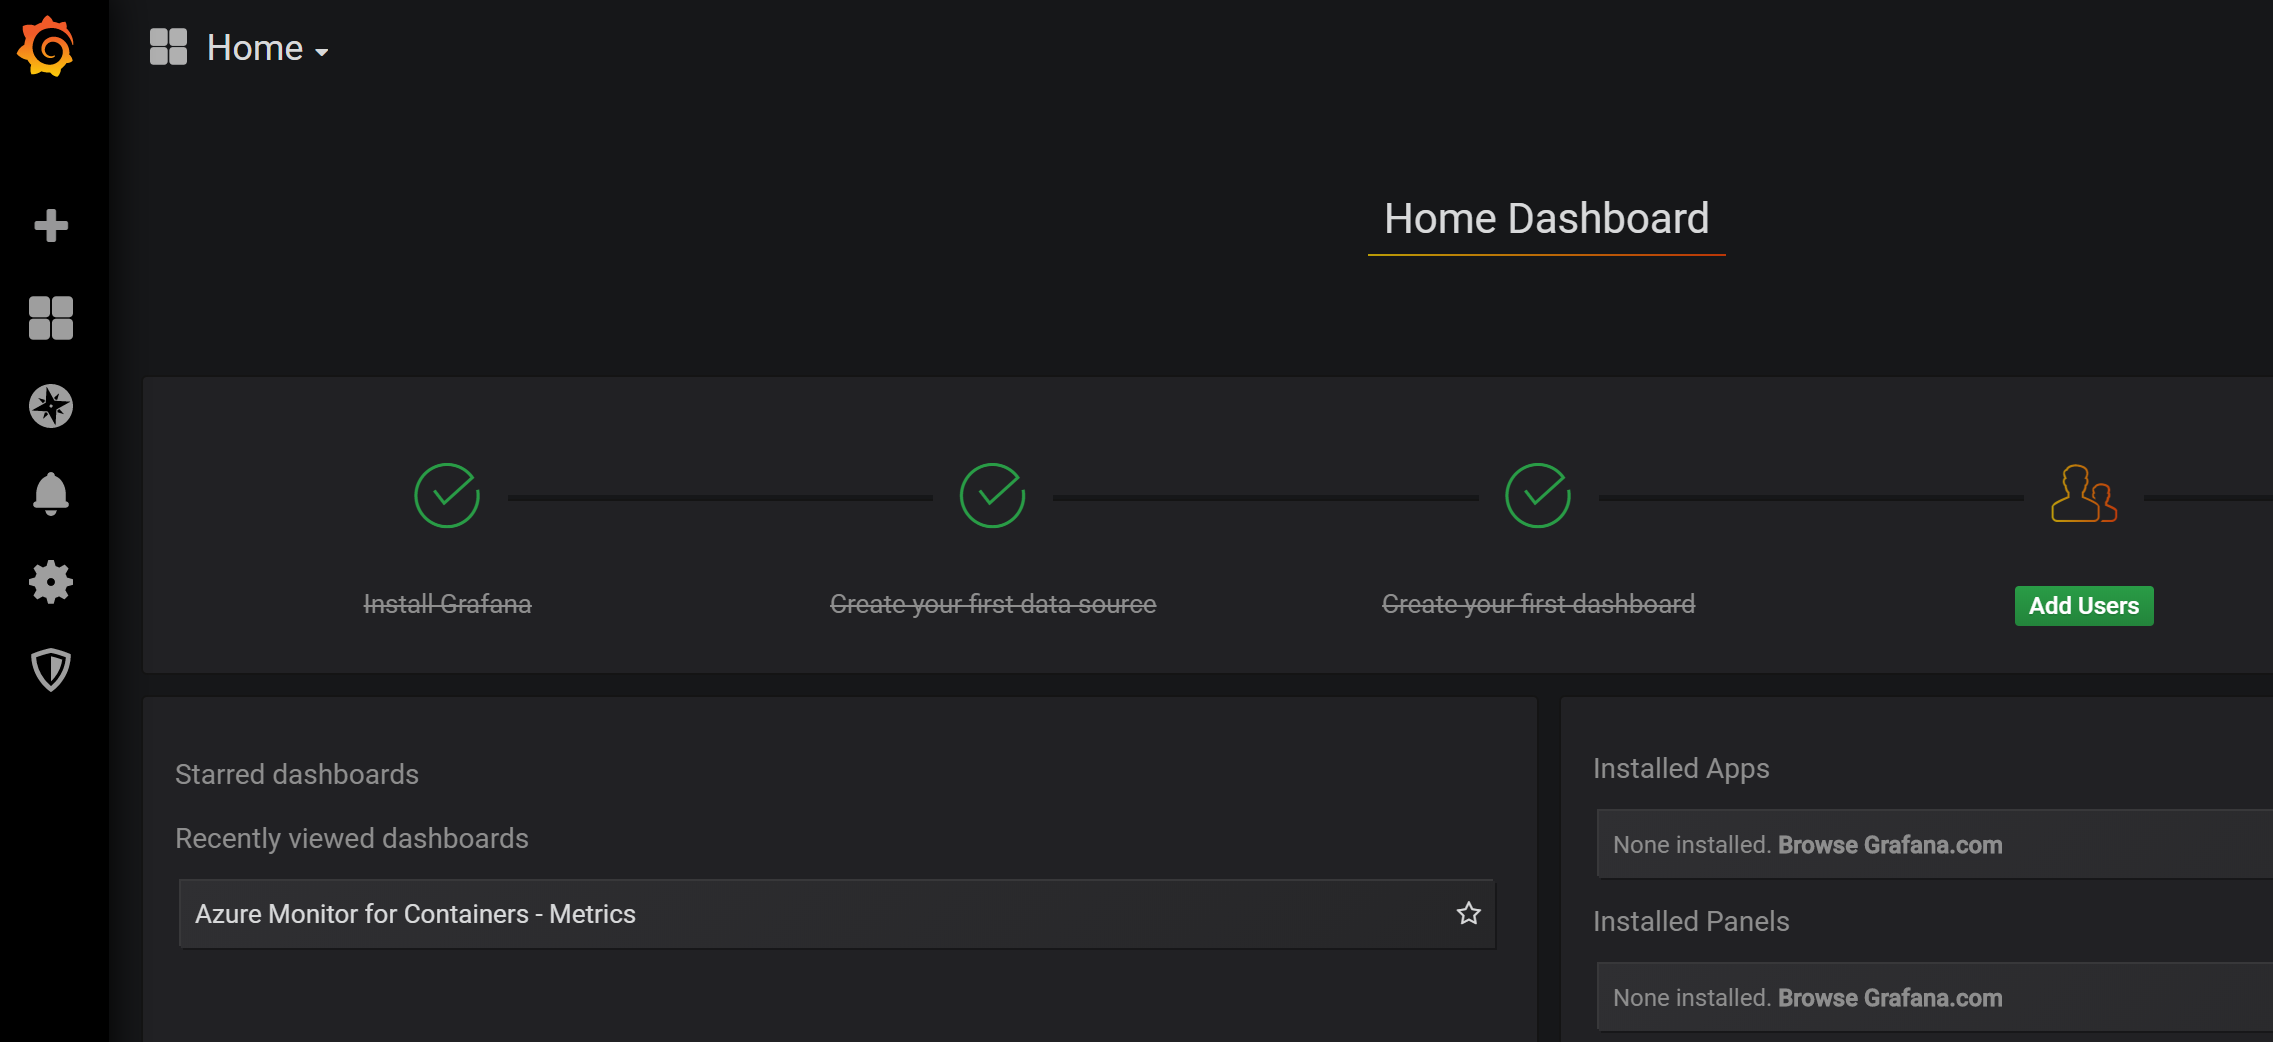 Home
Home Dashboard
Install Grafana
Create your first data source
Create your first dashboard
Add Users
Starred dashboards
Recently viewed dashboards
Azure Monitor for Containers - Metrics
Installed Apps
None installed. Browse Grafana.com
Installed Panels
None installed. Browse Grafana.com